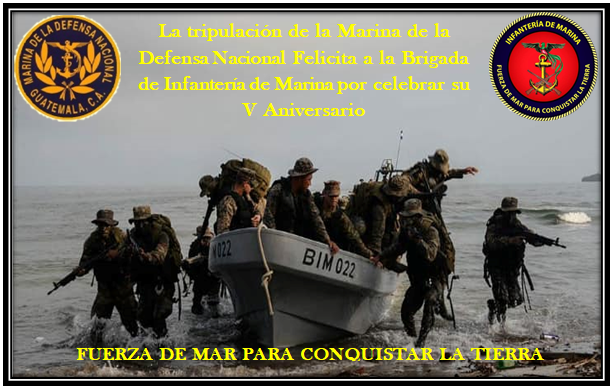 La tripulación de la Marina de la
Defensa Nacional Felicita a la Brigada
de Infantería de Marina por celebrar su
V Aniversario
MARINA DE LA DEFENSA NACIONAL
GUATEMALA, C.A.
INFANTERÍA DE MARINA
FUERZA DE MAR PARA CONQUISTAR LA TIERRA
M 022
BIM 022
FUERZA DE MAR PARA CONQUISTAR LA TIERRA